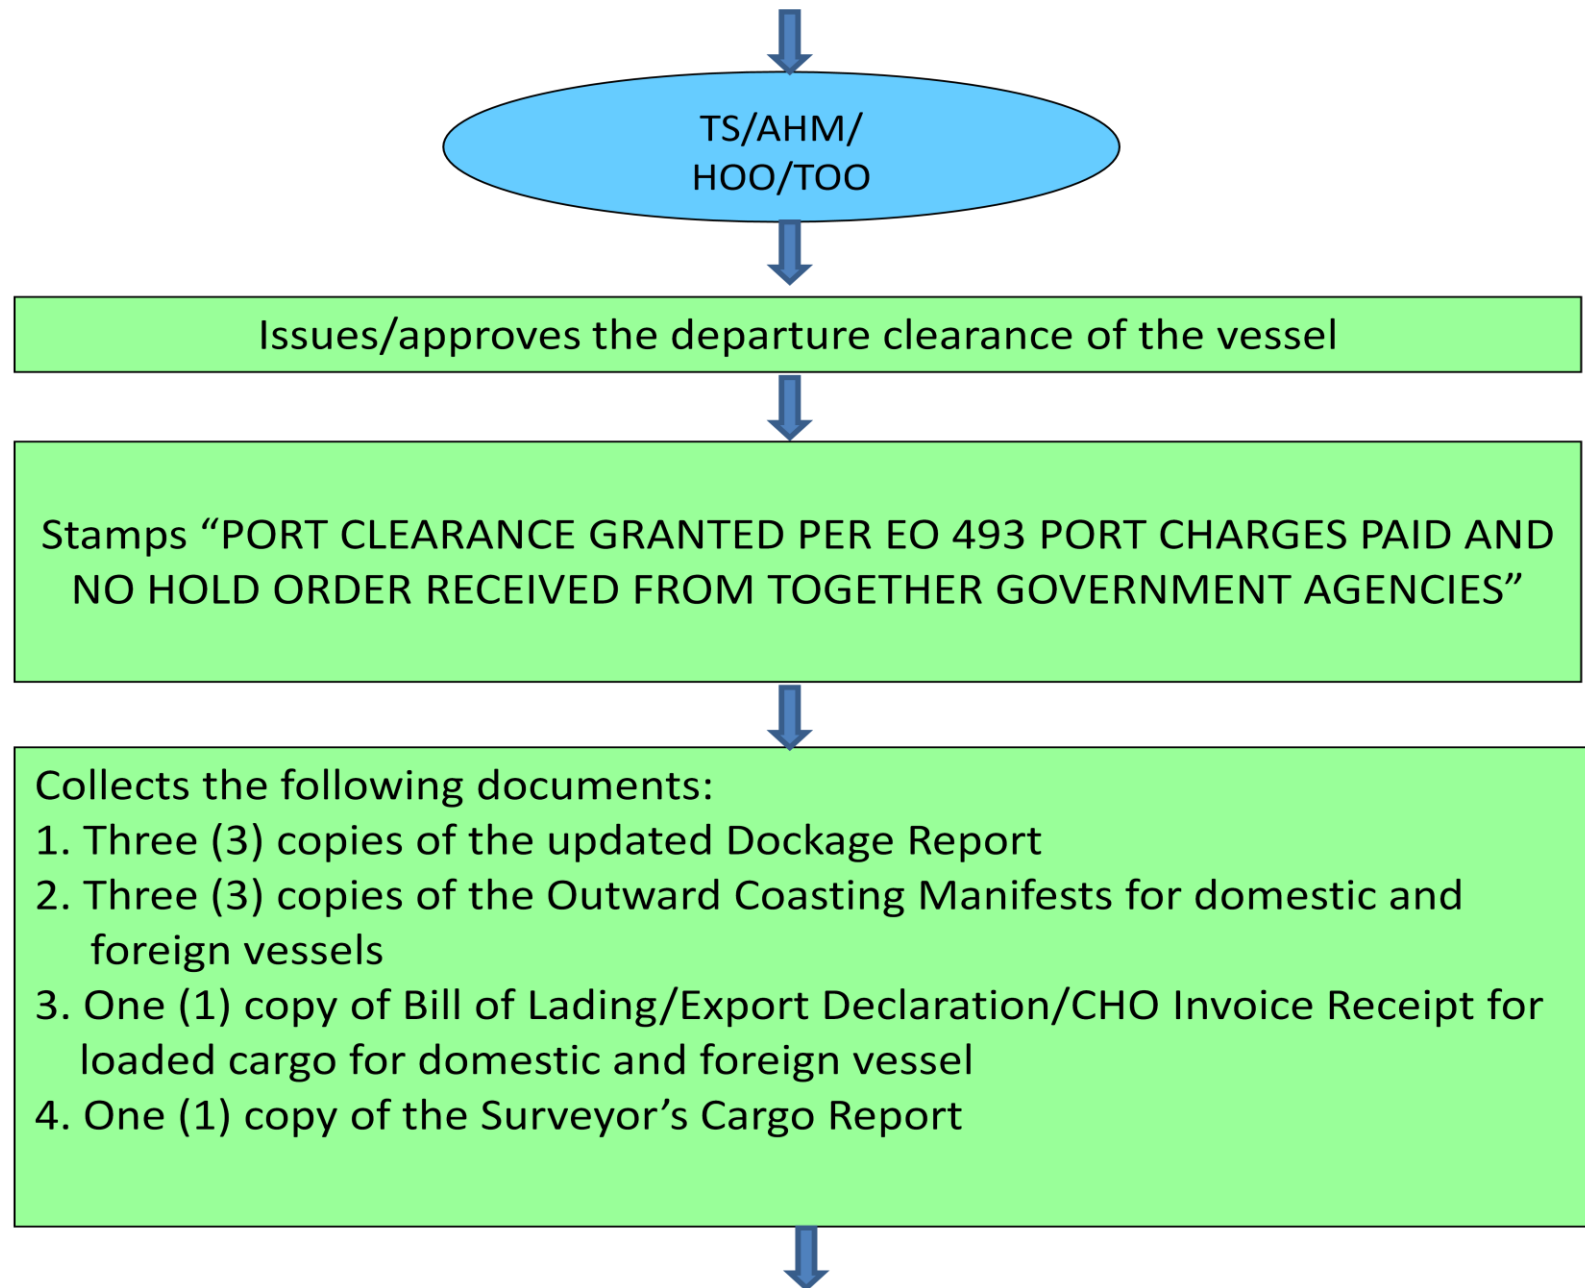 TS/AHM/
HOO/TOO
Issues/approves the departure clearance of the vessel
Stamps “PORT CLEARANCE GRANTED PER EO 493 PORT CHARGES PAID AND
NO HOLD ORDER RECEIVED FROM TOGETHER GOVERNMENT AGENCIES”
Collects the following documents:
1. Three (3) copies of the updated Dockage Report
2. Three (3) copies of the Outward Coasting Manifests for domestic and
foreign vessels
3. One (1) copy of Bill of Lading/Export Declaration/CHO Invoice Receipt for
loaded cargo for domestic and foreign vessel
4. One (1) copy of the Surveyor’s Cargo Report